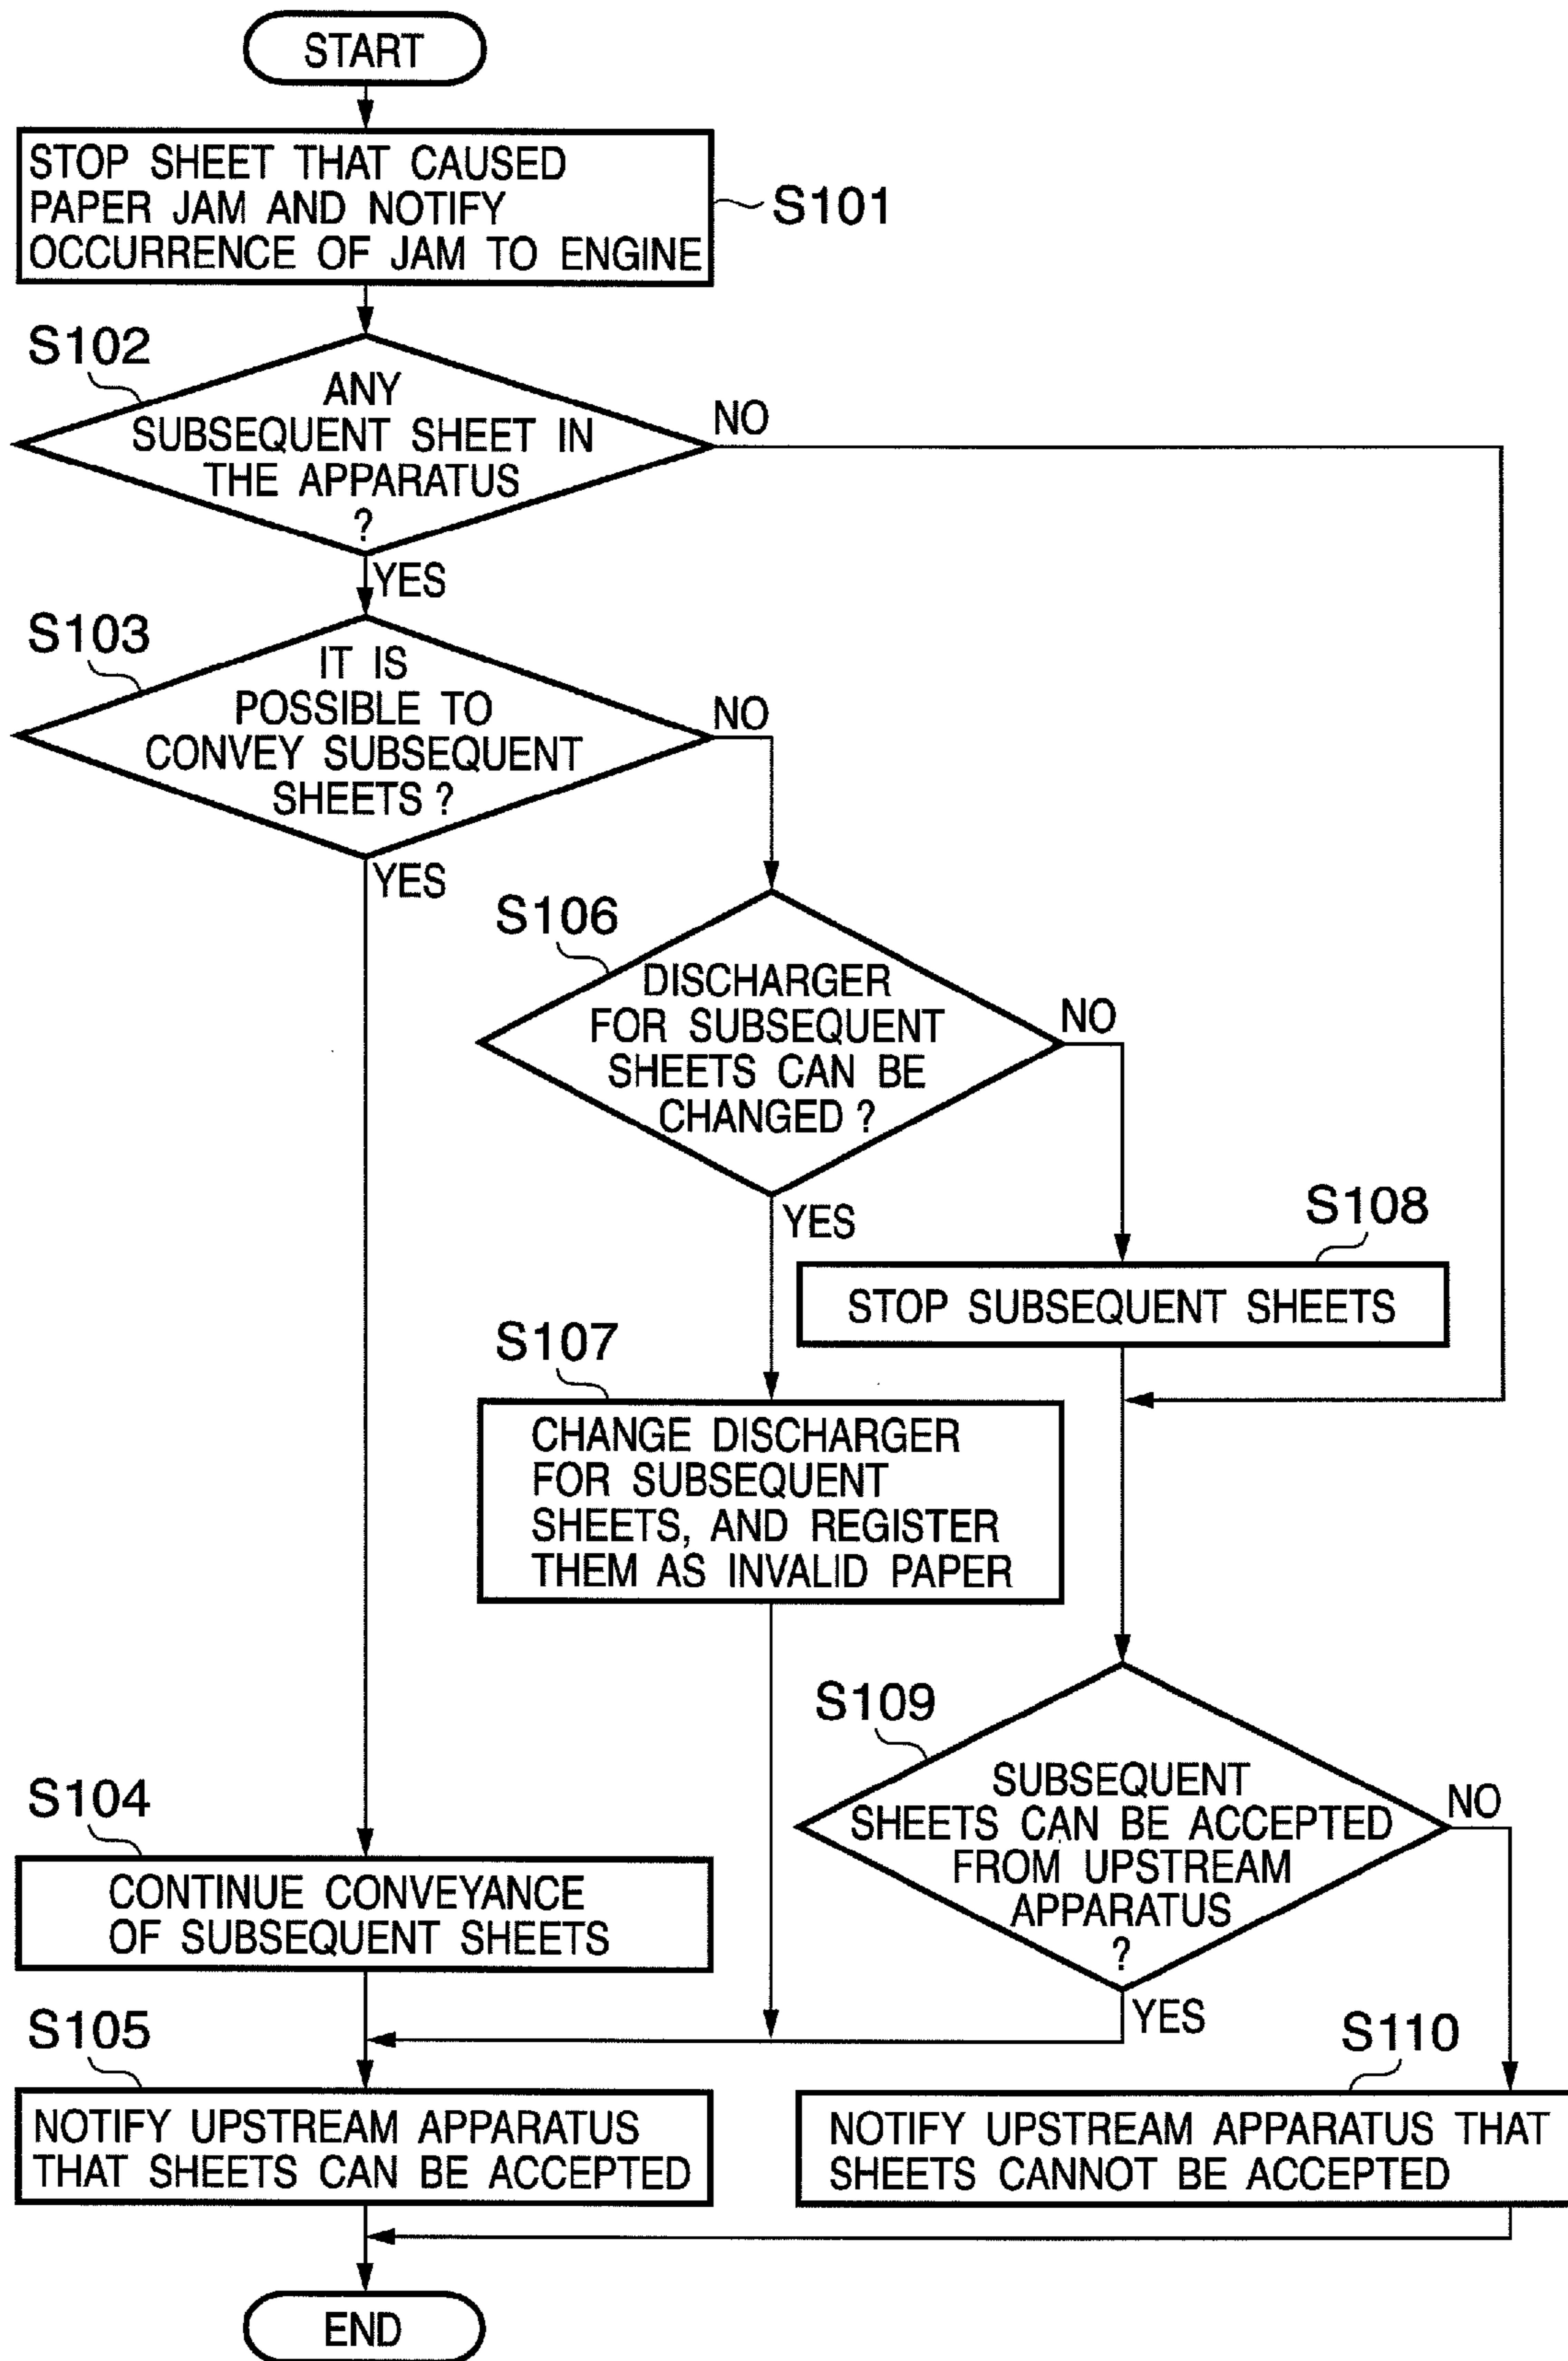 START
STOP SHEET THAT CAUSED
PAPER JAM AND NOTIFY
OCCURRENCE OF JAM TO ENGINE
S101
S102
ANY
SUBSEQUENT SHEET IN
THE APPARATUS
?
NO
YES
S103
IT IS
POSSIBLE TO
CONVEY SUBSEQUENT
SHEETS ?
NO
YES
S106
DISCHARGER
FOR SUBSEQUENT
SHEETS CAN BE
CHANGED ?
NO
YES
S108
STOP SUBSEQUENT SHEETS
S107
CHANGE DISCHARGER
FOR SUBSEQUENT
SHEETS, AND REGISTER
THEM AS INVALID PAPER
S109
SUBSEQUENT
SHEETS CAN BE ACCEPTED
FROM UPSTREAM
APPARATUS
?
NO
YES
S104
CONTINUE CONVEYANCE
OF SUBSEQUENT SHEETS
S105
NOTIFY UPSTREAM APPARATUS
THAT SHEETS CAN BE ACCEPTED
S110
NOTIFY UPSTREAM APPARATUS THAT
SHEETS CANNOT BE ACCEPTED
END